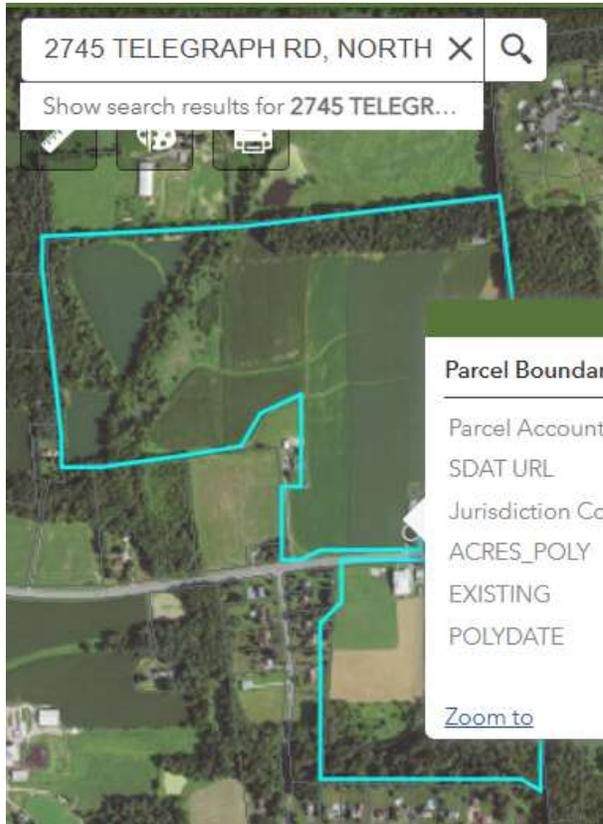 2745 TELEGRAPH RD, NORTH
Show search results for 2745 TELEGR...
Parcel Boundar
Parcel Account
SDAT URL
Jurisdiction Co
ACRES_POLY
EXISTING
POLYDATE
Zoom to